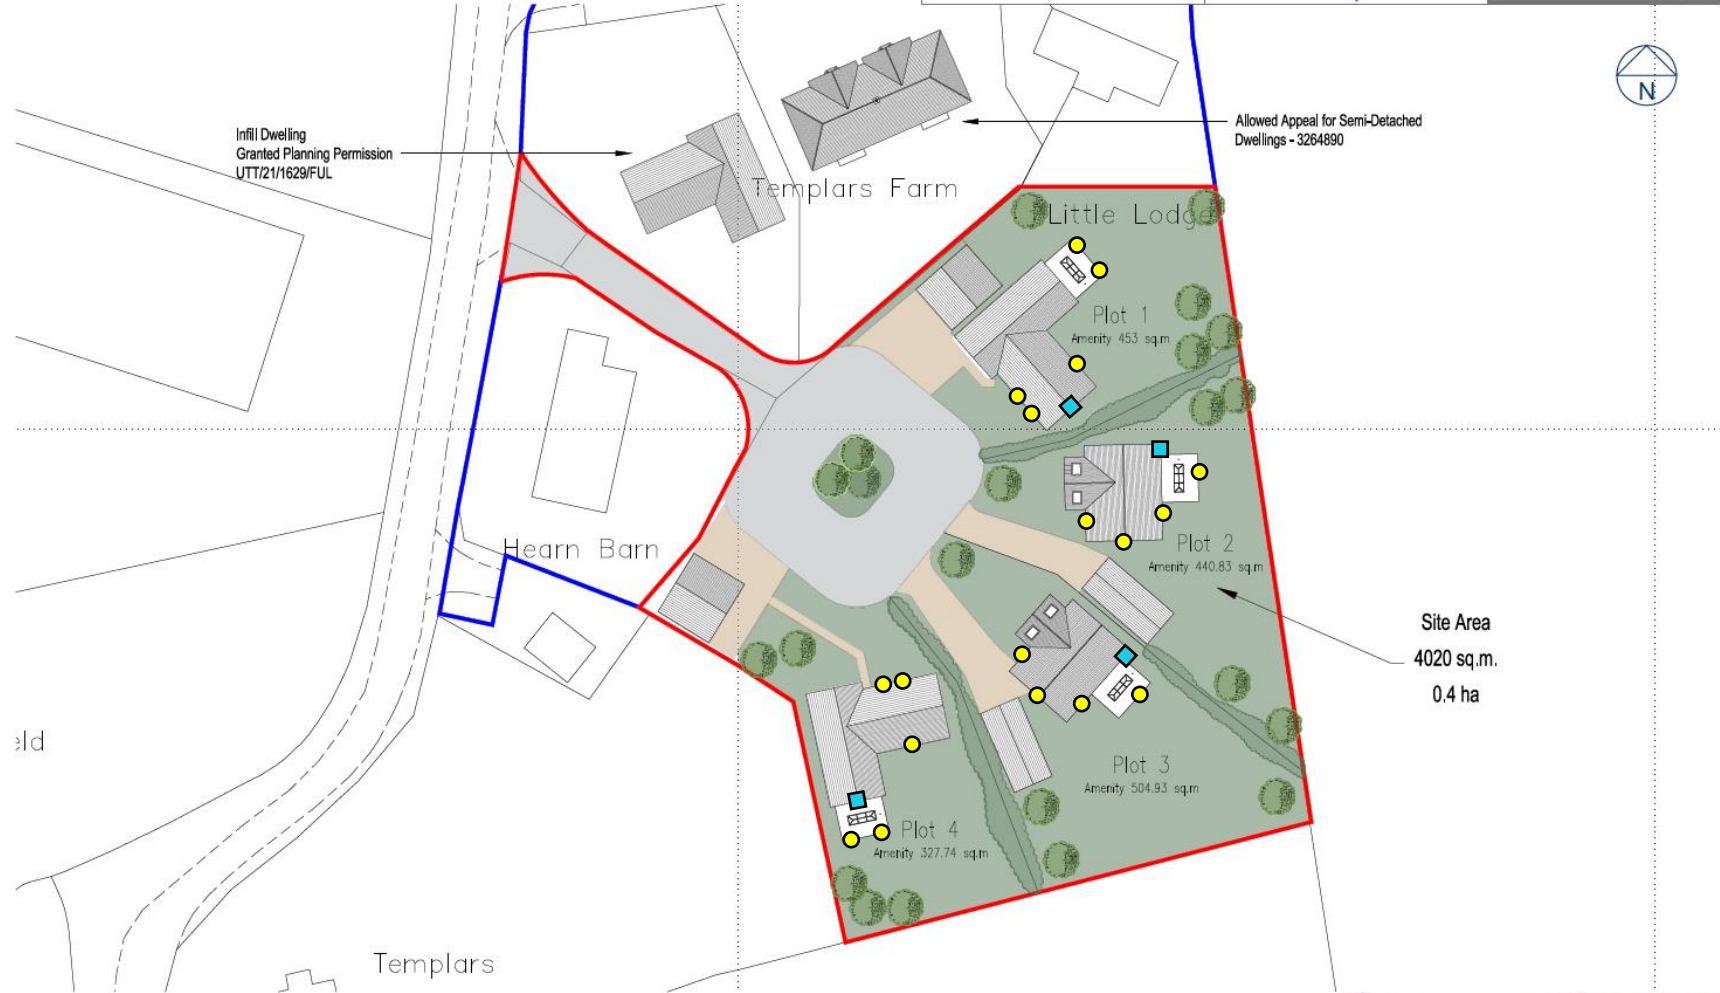 N
Infill Dwelling
Granted Planning Permission
UTT/21/1629/FUL
Allowed Appeal for Semi-Detached
Dwellings - 3264890
Templars Farm
Little Lodge
Plot 1
Amenity 453 sq.m
Hearn Barn
Plot 2
Amenity 440.83 sq.m
Site Area
4020 sq.m.
0.4 ha
Plot 3
Amenity 504.93 sq.m
Plot 4
Amenity 327.74 sq.m
Templars